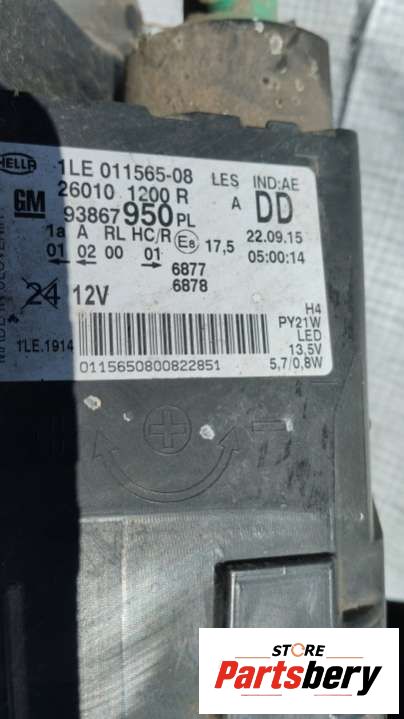 HELLA 1LE 011565-08 LES IND:AE
GM 26010 1200 R A DD
93867950 PL
1a A RL HC/R E8 17,5 22.09.15
01 02 00 01 05:00:14
6877
6878
24 12V
H4
PY21W
LED
13,5V
5,7/0,8W
1LE.1914
0115650800822851
STORE
Partsbery